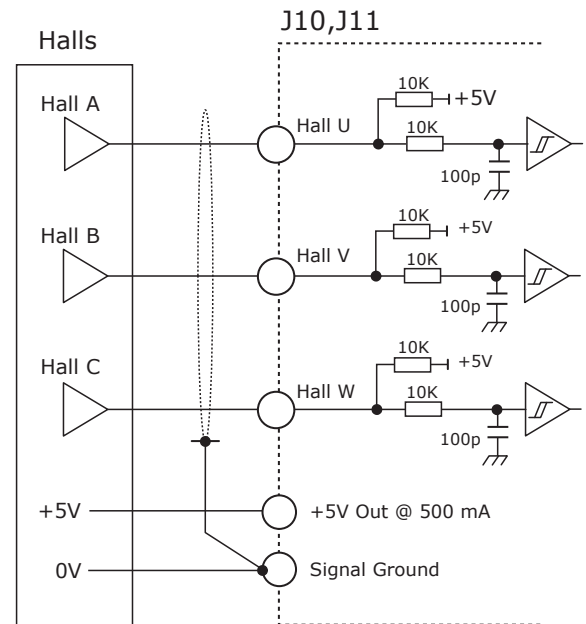 J10,J11
Halls
10K
+5V
Hall A
Hall U
10K
100p
10K
+5V
Hall B
Hall V
10K
100p
10K
+5V
Hall C
Hall W
10K
100p
+5V
+5V Out @ 500 mA
0V
Signal Ground